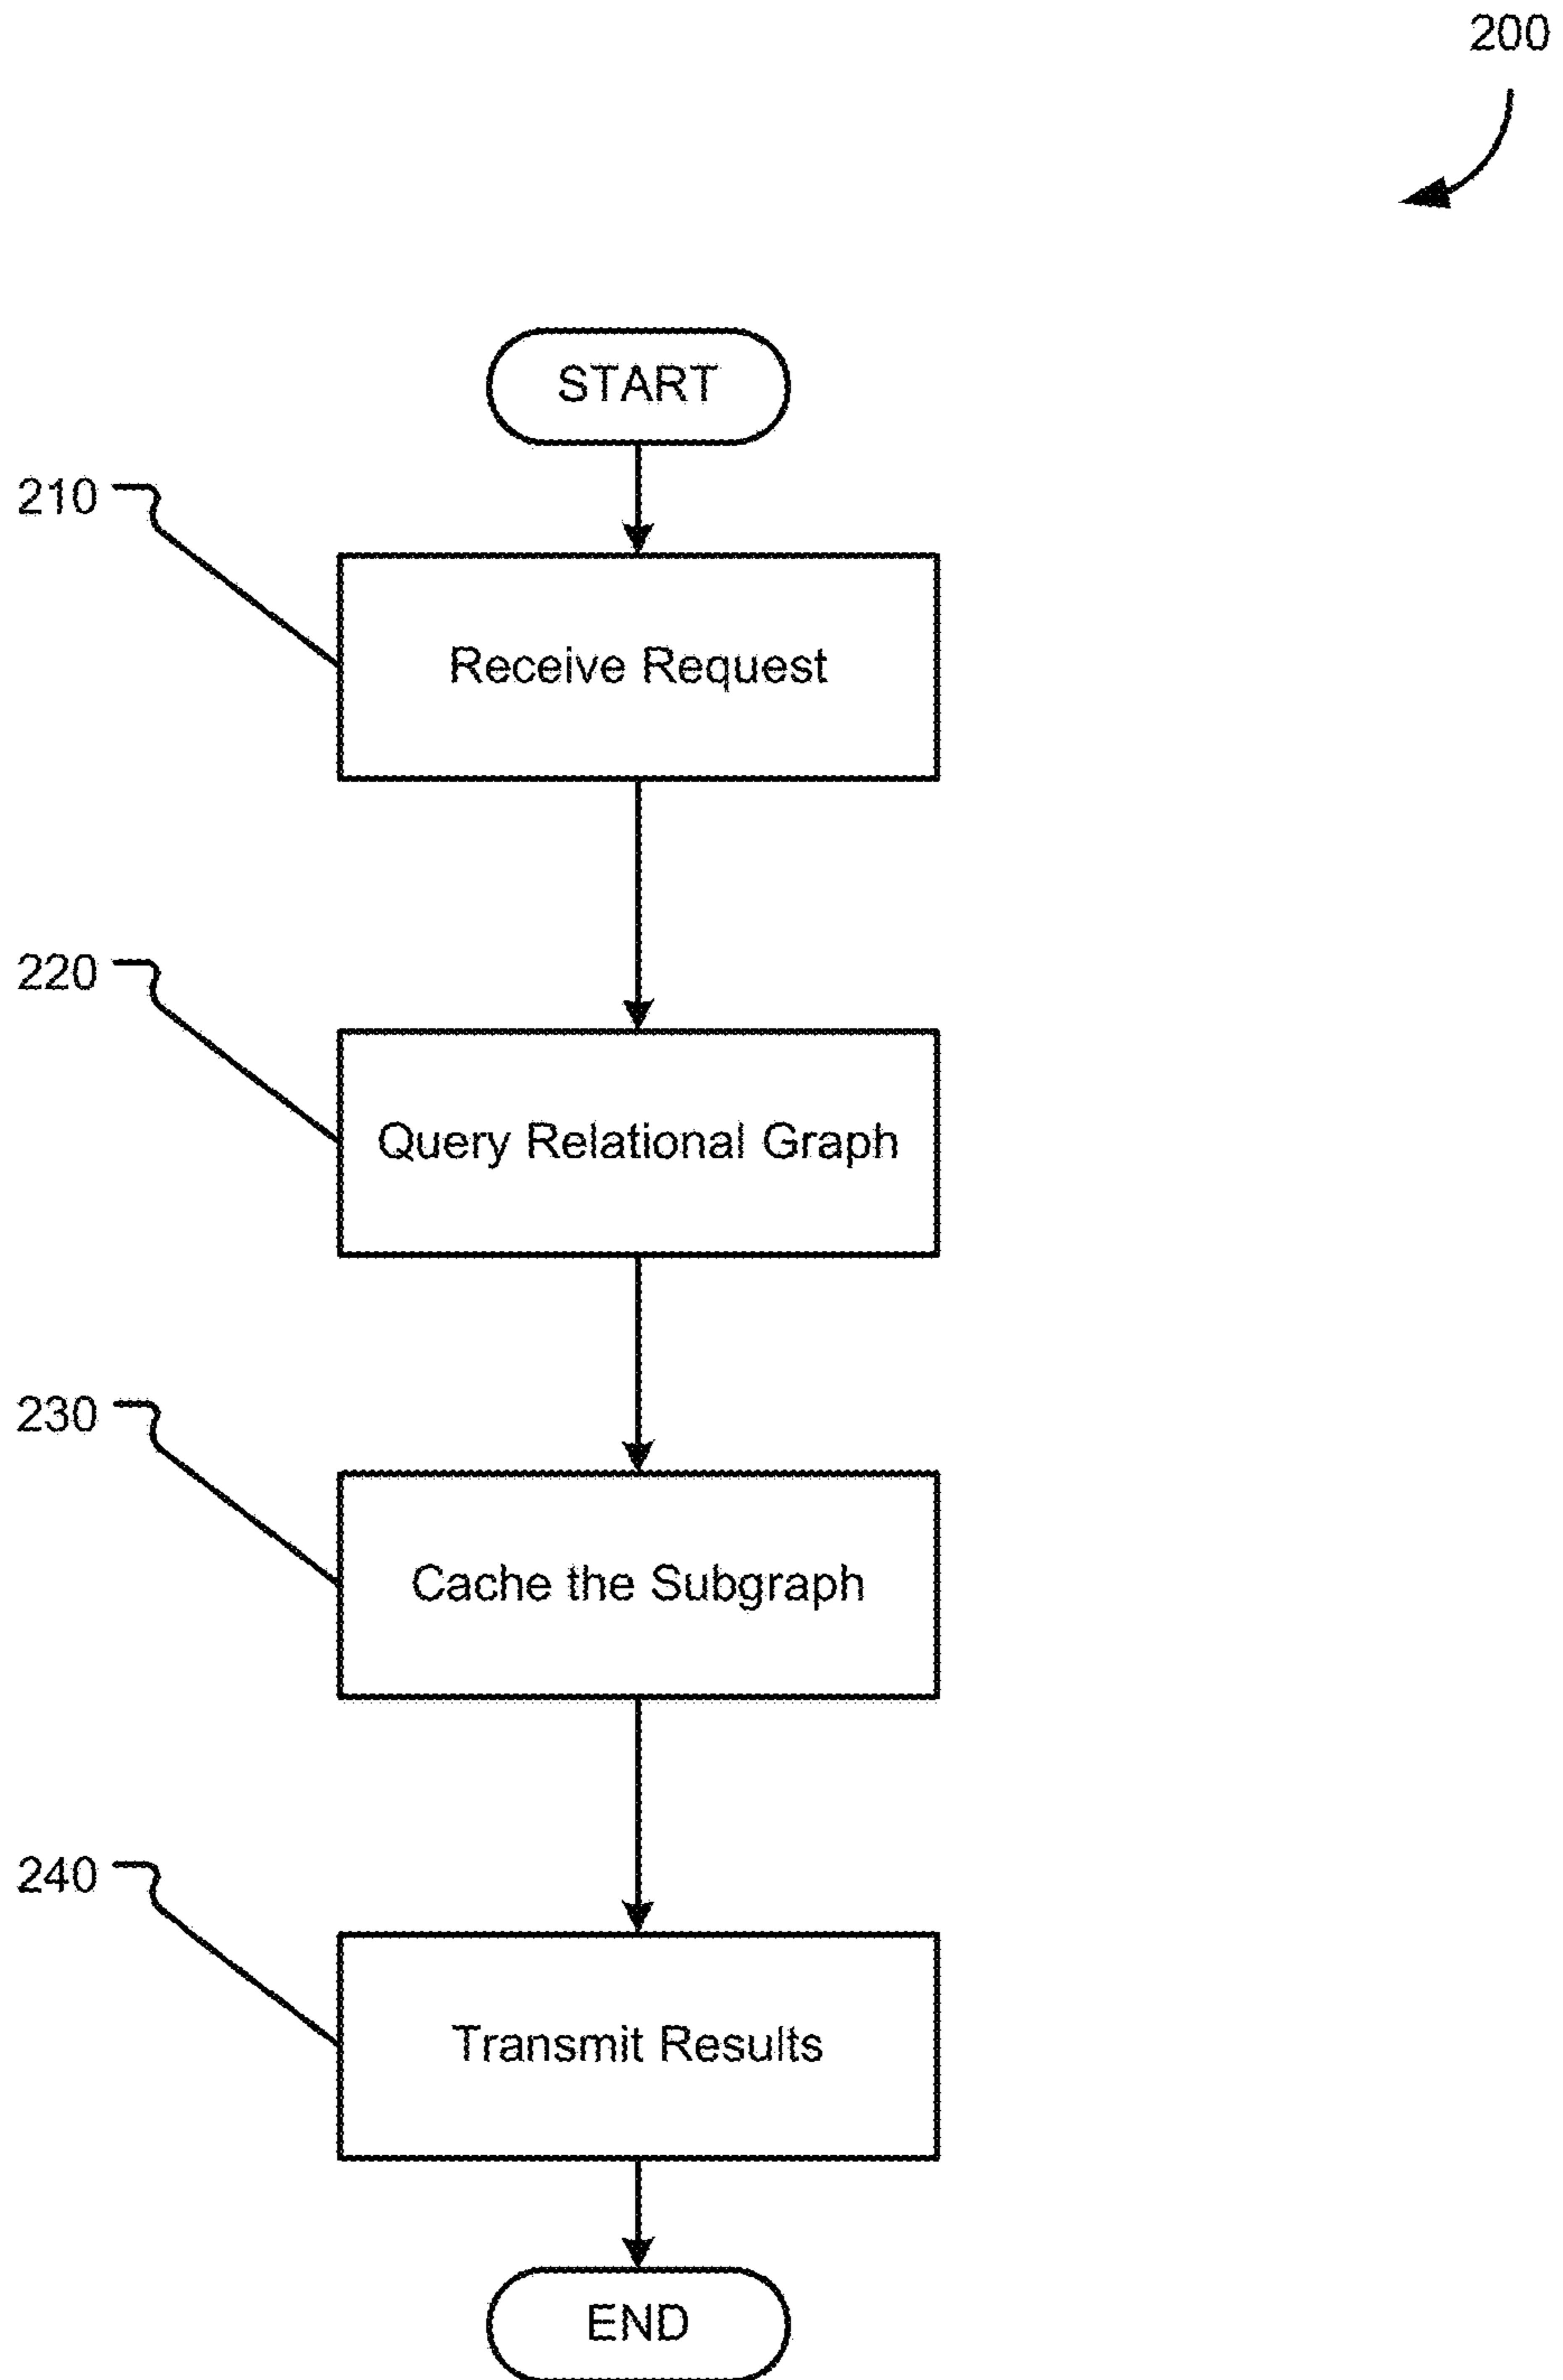 200
START
210
Receive Request
220
Query Relational Graph
230
Cache the Subgraph
240
Transmit Results
END